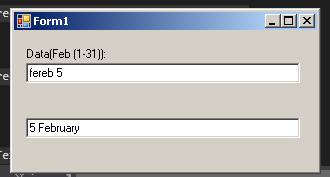 Form1
Data(Feb (1-31)):
fereb 5
5 February